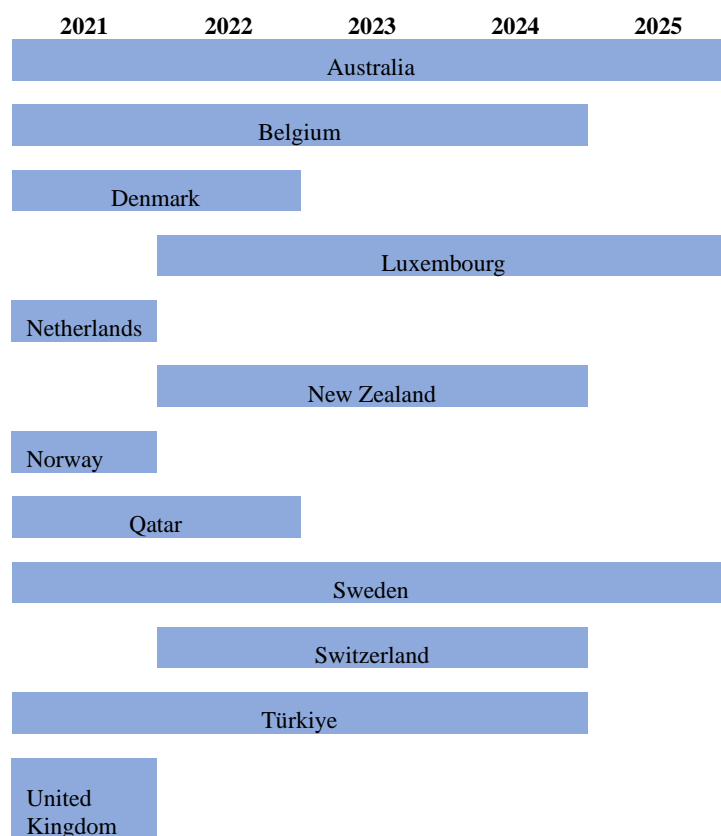 2021 2022 2023 2024 2025
Australia
Belgium
Denmark
Luxembourg
Netherlands
New Zealand
Norway
Qatar
Sweden
Switzerland
Türkiye
United
Kingdom